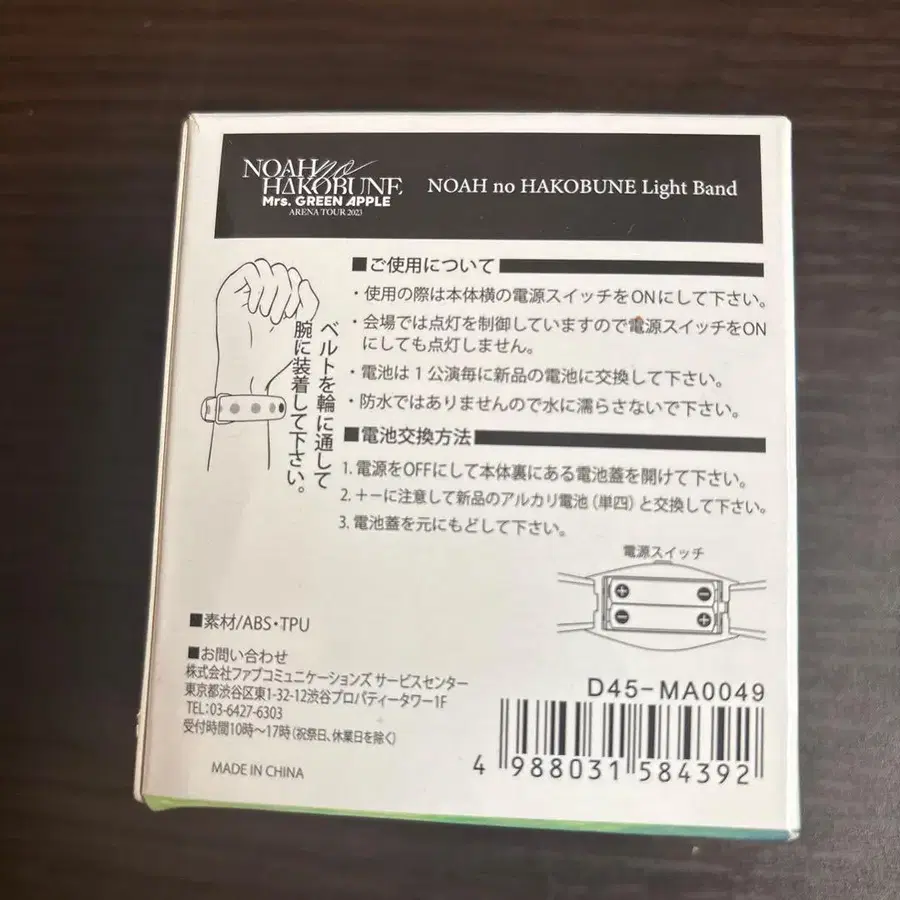 NOAH no
HAKOBUNE
Mrs. GREEN APPLE
ARENA TOUR 2023
NOAH no HAKOBUNE Light Band
ベルトを輪に通して
腕に装着して下さい。
■ご使用について
・使用の際は本体横の電源スイッチをONにして下さい。
・会場では点灯を制御していますので電源スイッチをON
にしても点灯しません。
・電池は1公演毎に新品の電池に交換して下さい。
・防水ではありませんので水に濡らさないで下さい。
■電池交換方法
1. 電源をOFFにして本体裏にある電池蓋を開けて下さい。
2. +ーに注意して新品のアルカリ電池（単四）と交換して下さい。
3. 電池蓋を元にもどして下さい。
電源スイッチ
+ −
− +
■素材/ABS・TPU
■お問い合わせ
株式会社ファブコミュニケーションズ サービスセンター
東京都渋谷区東1-32-12渋谷プロパティータワー1F
TEL:03-6427-6303
受付時間10時～17時（祝祭日、休業日を除く）
MADE IN CHINA
D45-MA0049
4 988031 584392